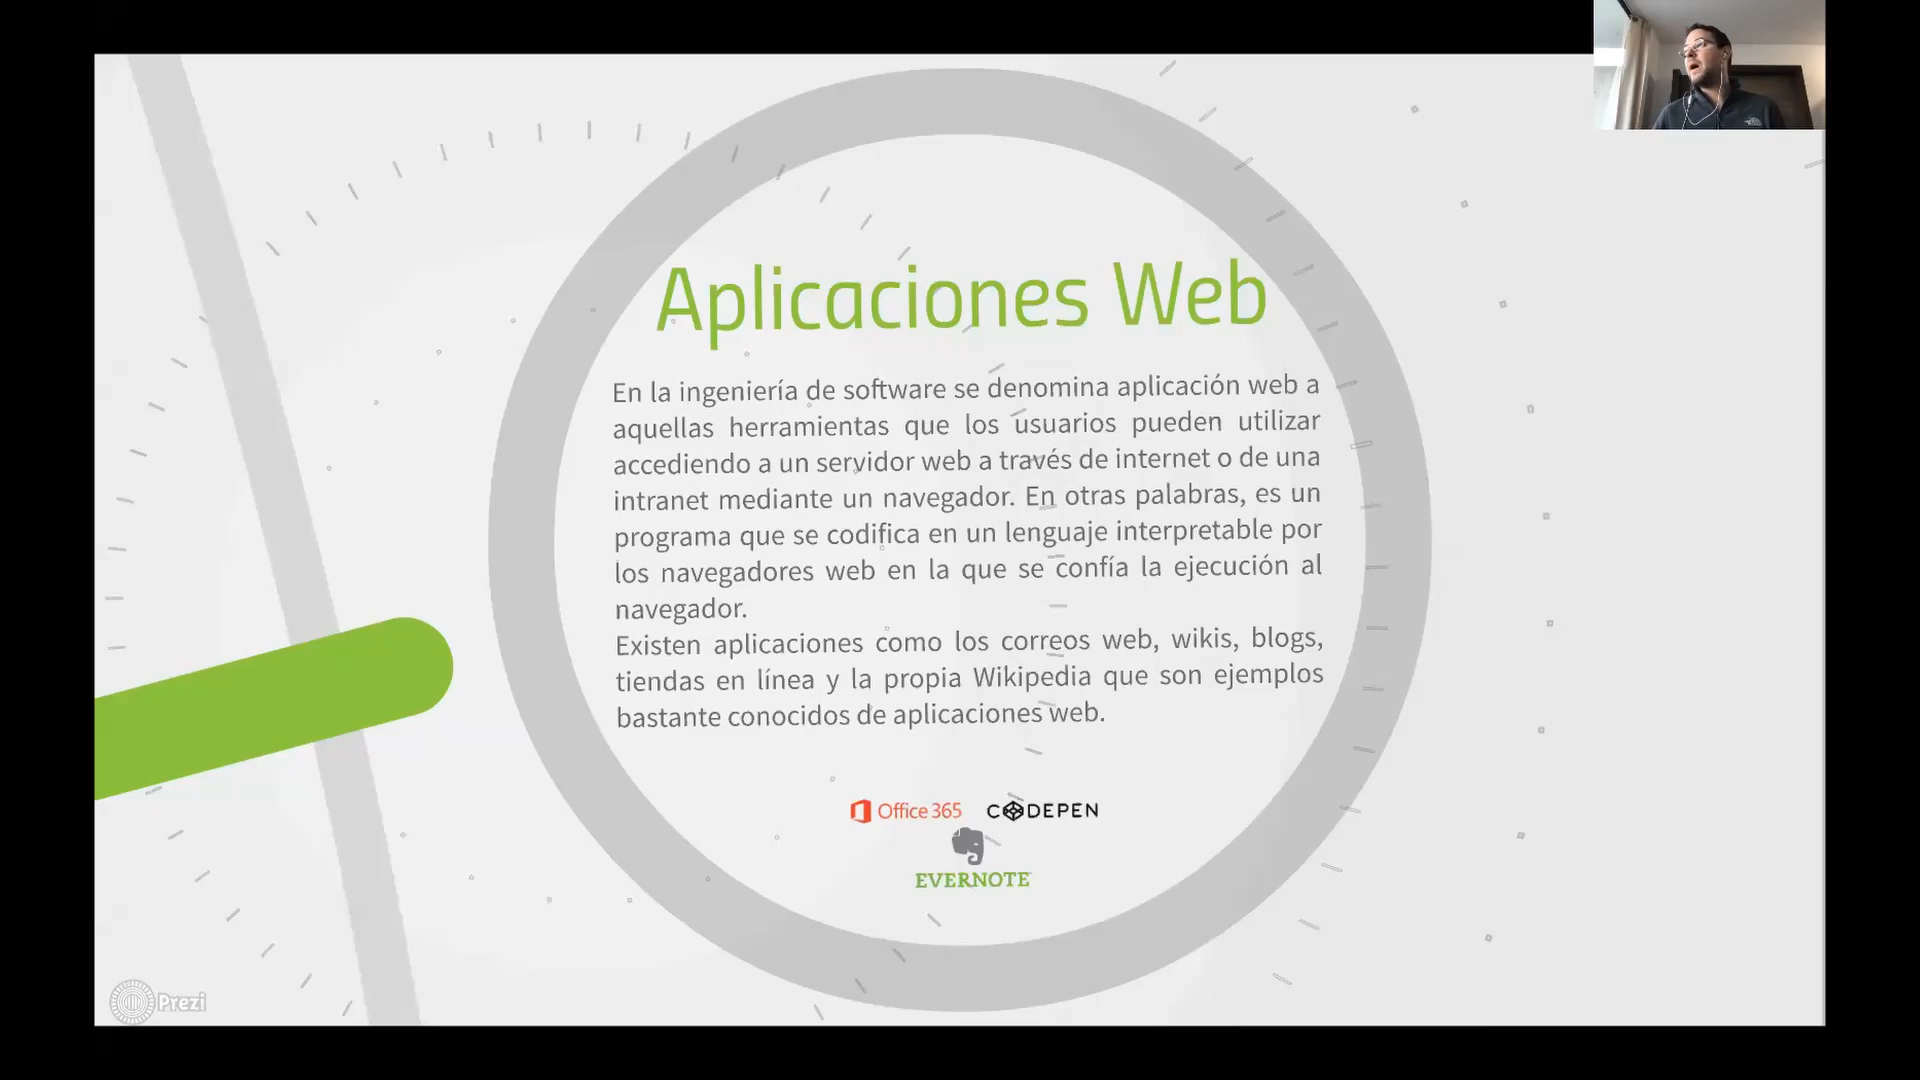 Aplicaciones Web
En la ingeniería de software se denomina aplicación web a
aquellas herramientas que los usuarios pueden utilizar
accediendo a un servidor web a través de internet o de una
intranet mediante un navegador. En otras palabras, es un
programa que se codifica en un lenguaje interpretable por
los navegadores web en la que se confía la ejecución al
navegador.
Existen aplicaciones como los correos web, wikis, blogs,
tiendas en línea y la propia Wikipedia que son ejemplos
bastante conocidos de aplicaciones web.
Office 365 CODEPEN
EVERNOTE
Prezi